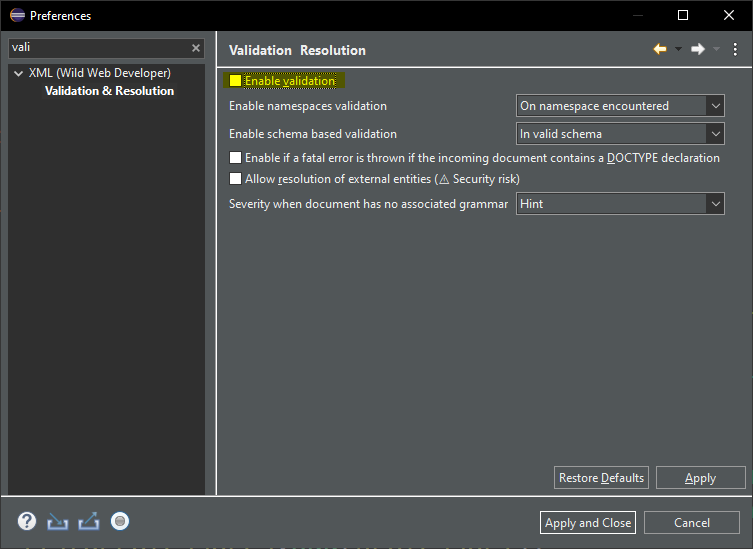 Preferences
vali
XML (Wild Web Developer)
Validation & Resolution
Validation  Resolution
Enable validation
Enable namespaces validation
On namespace encountered
Enable schema based validation
In valid schema
Enable if a fatal error is thrown if the incoming document contains a DOCTYPE declaration
Allow resolution of external entities (⚠ Security risk)
Severity when document has no associated grammar
Hint
Restore Defaults
Apply
Apply and Close
Cancel